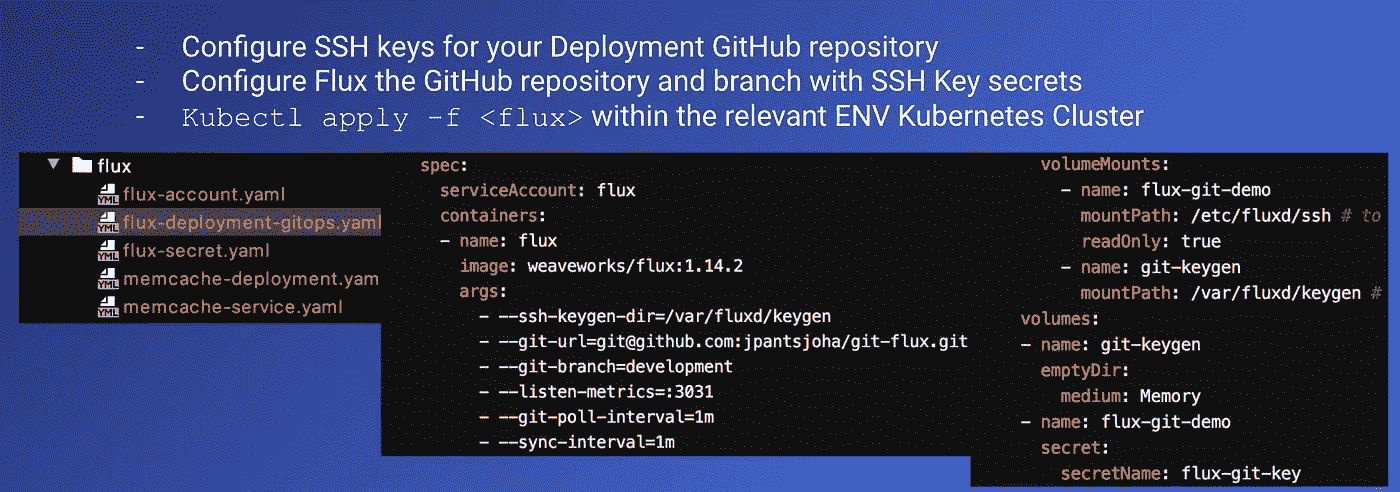 - Configure SSH keys for your Deployment GitHub repository
- Configure Flux the GitHub repository and branch with SSH Key secrets
- Kubectl apply -f <flux> within the relevant ENV Kubernetes Cluster
flux
YML flux-account.yaml
YML flux-deployment-gitops.yaml
YML flux-secret.yaml
YML memcache-deployment.yam
YML memcache-service.yaml
spec:
serviceAccount: flux
containers:
- name: flux
image: weaveworks/flux:1.14.2
args:
- --ssh-keygen-dir=/var/fluxd/keygen
- --git-url=git@github.com:jpantsjoha/git-flux.git
- --git-branch=development
- --listen-metrics=:3031
- --git-poll-interval=1m
- --sync-interval=1m
volumeMounts:
- name: flux-git-demo
mountPath: /etc/fluxd/ssh # to
readOnly: true
- name: git-keygen
mountPath: /var/fluxd/keygen #
volumes:
- name: git-keygen
emptyDir:
medium: Memory
- name: flux-git-demo
secret:
secretName: flux-git-key